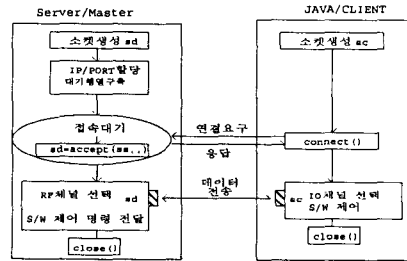 Server/Master
소켓생성 sd
IP/PORT할당
대기행열구축
접속대기
sd=accept(ss..)
RF채널 선택 sd
S/W 제어 명령 전달
close()
연결요구
응답
데이터
전송
JAVA/CLIENT
소켓생성 sc
connect()
sc IO채널 선택
S/W 제어
close()